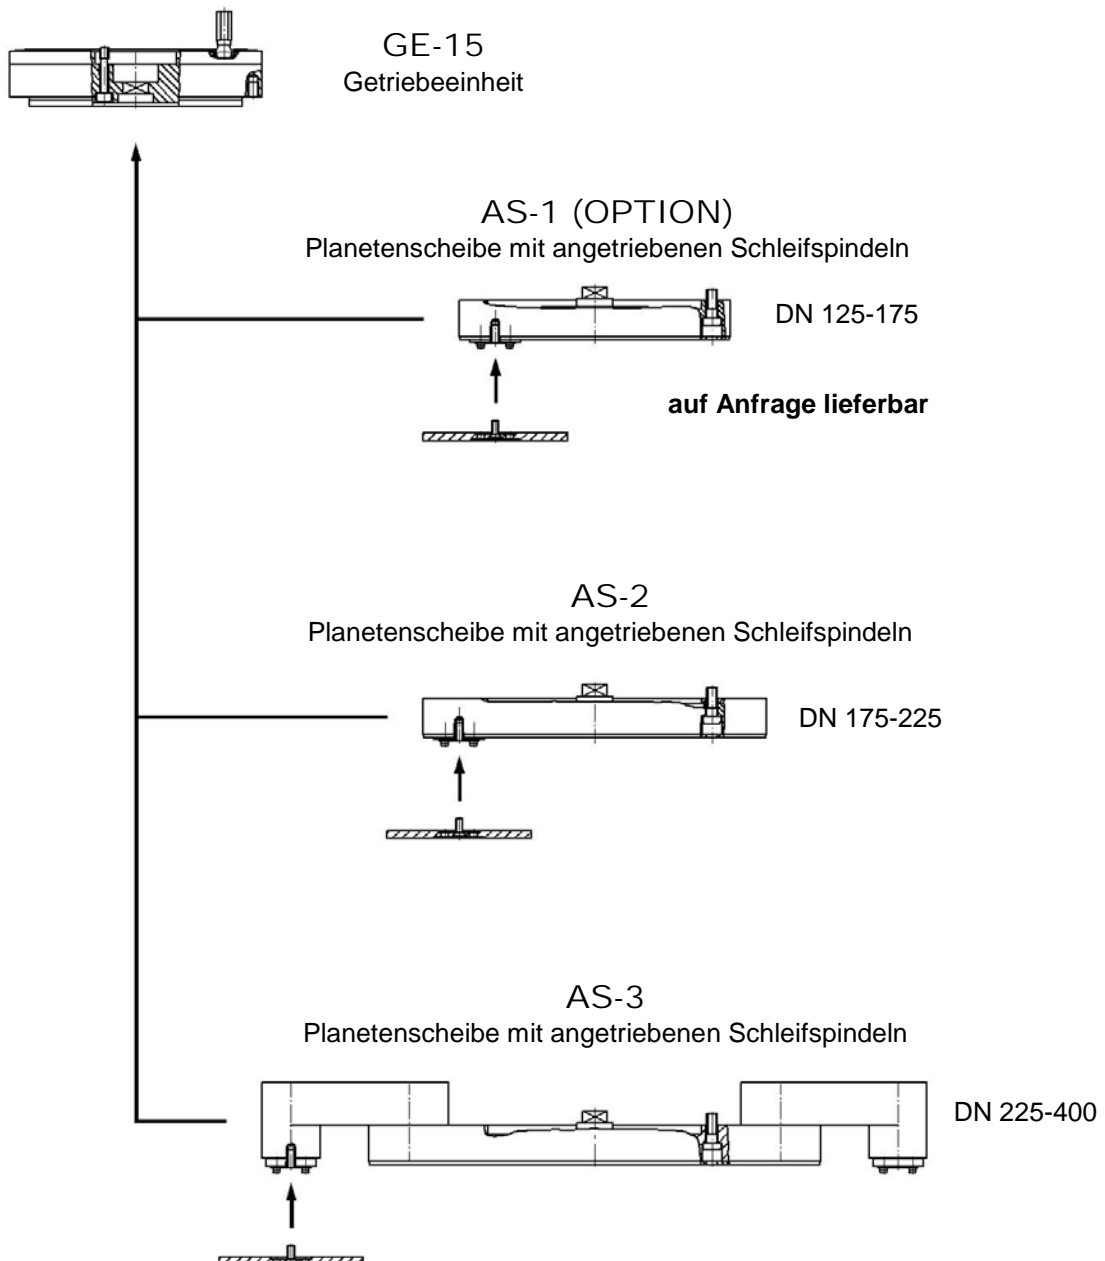 GE-15
Getriebeeinheit
AS-1 (OPTION)
Planetenscheibe mit angetriebenen Schleifspindeln
DN 125-175
auf Anfrage lieferbar
AS-2
Planetenscheibe mit angetriebenen Schleifspindeln
DN 175-225
AS-3
Planetenscheibe mit angetriebenen Schleifspindeln
DN 225-400